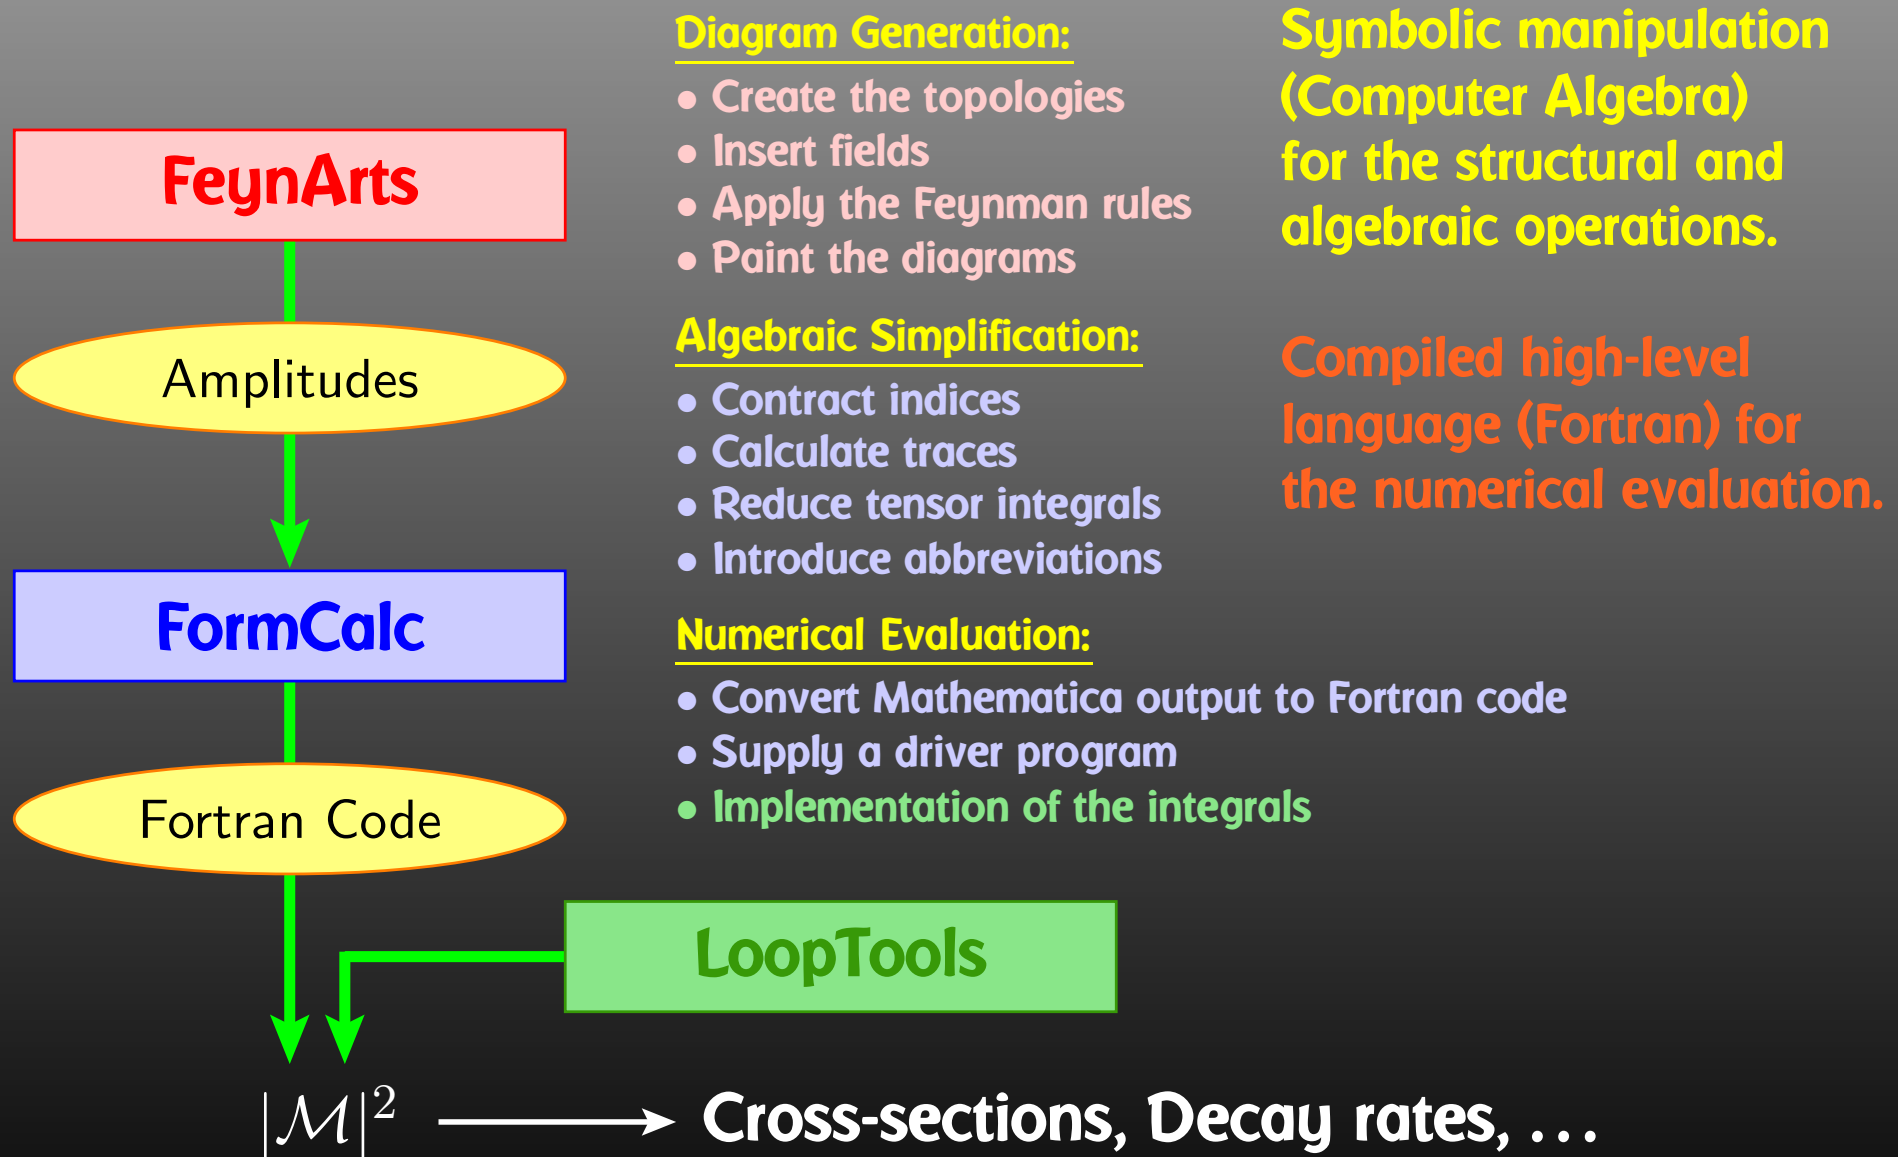 FeynArts
Amplitudes
FormCalc
Fortran Code
LoopTools
Diagram Generation:
• Create the topologies
• Insert fields
• Apply the Feynman rules
• Paint the diagrams
Algebraic Simplification:
• Contract indices
• Calculate traces
• Reduce tensor integrals
• Introduce abbreviations
Numerical Evaluation:
• Convert Mathematica output to Fortran code
• Supply a driver program
• Implementation of the integrals
Symbolic manipulation
(Computer Algebra)
for the structural and
algebraic operations.
Compiled high-level
language (Fortran) for
the numerical evaluation.
|ℳ|² ⟶ Cross-sections, Decay rates, ...